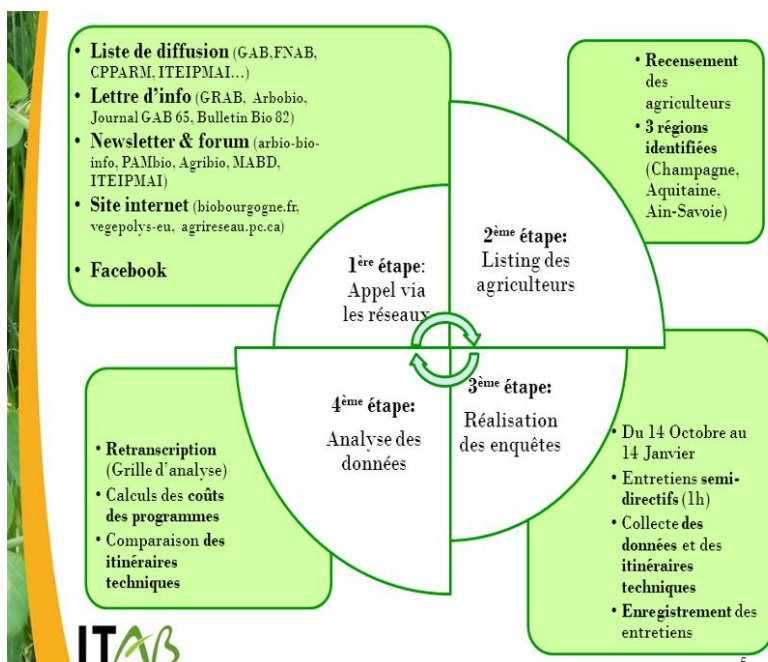 • Liste de diffusion (GAB,FNAB,
CPPARM, ITEIPMAI...)
• Lettre d'info (GRAB, Arbobio,
Journal GAB 65, Bulletin Bio 82)
• Newsletter & forum (arbio-bio-
info, PAMbio, Agribio, MABD,
ITEIPMAI)
• Site internet (biobourgogne.fr,
vegepolys-eu, agrireseau.pc.ca)
• Facebook
1ère étape:
Appel via
les réseaux
• Recensement
des
agriculteurs
• 3 régions
identifiées
(Champagne,
Aquitaine,
Ain-Savoie)
2ème étape:
Listing des
agriculteurs
3ème étape:
Réalisation
des enquêtes
• Du 14 Octobre au
14 Janvier
• Entretiens semi-
directifs (1h)
• Collecte des
données et des
itinéraires
techniques
• Enregistrement des
entretiens
4ème étape:
Analyse des
données
• Retranscription
(Grille d'analyse)
• Calculs des coûts
des programmes
• Comparaison des
itinéraires
techniques
ITAB
5